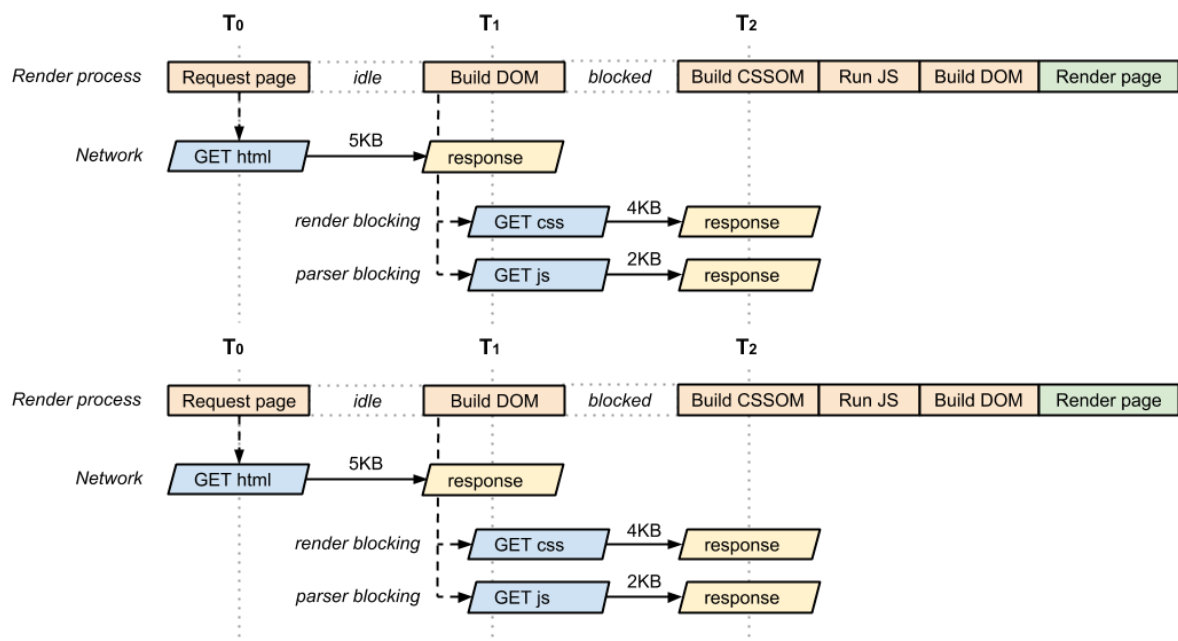 T0 T1 T2
Render process Request page idle Build DOM blocked Build CSSOM Run JS Build DOM Render page
Network GET html 5KB response
render blocking GET css 4KB response
parser blocking GET js 2KB response
T0 T1 T2
Render process Request page idle Build DOM blocked Build CSSOM Run JS Build DOM Render page
Network GET html 5KB response
render blocking GET css 4KB response
parser blocking GET js 2KB response